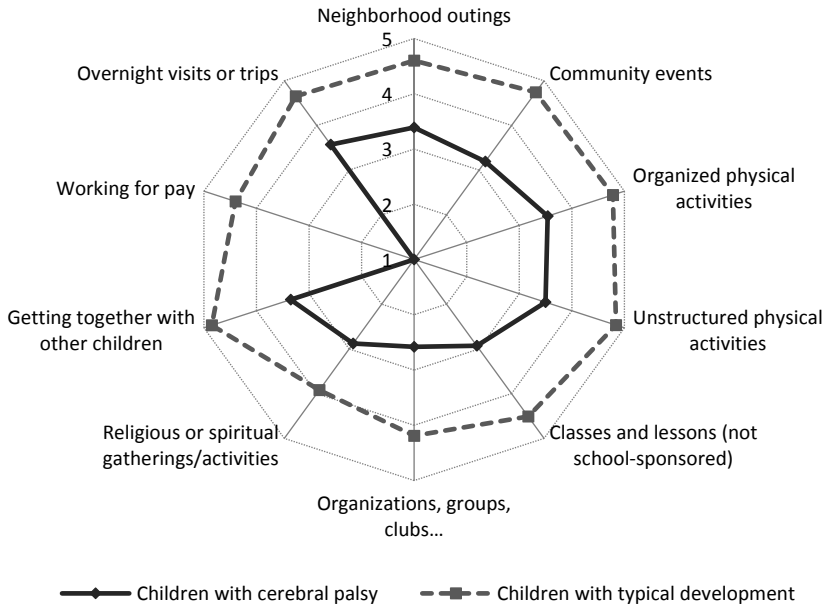 Neighborhood outings
5
Overnight visits or trips
Community events
4
3
Working for pay
Organized physical
activities
2
1
Getting together with
other children
Unstructured physical
activities
Religious or spiritual
gatherings/activities
Classes and lessons (not
school-sponsored)
Organizations, groups,
clubs…
Children with cerebral palsy
Children with typical development